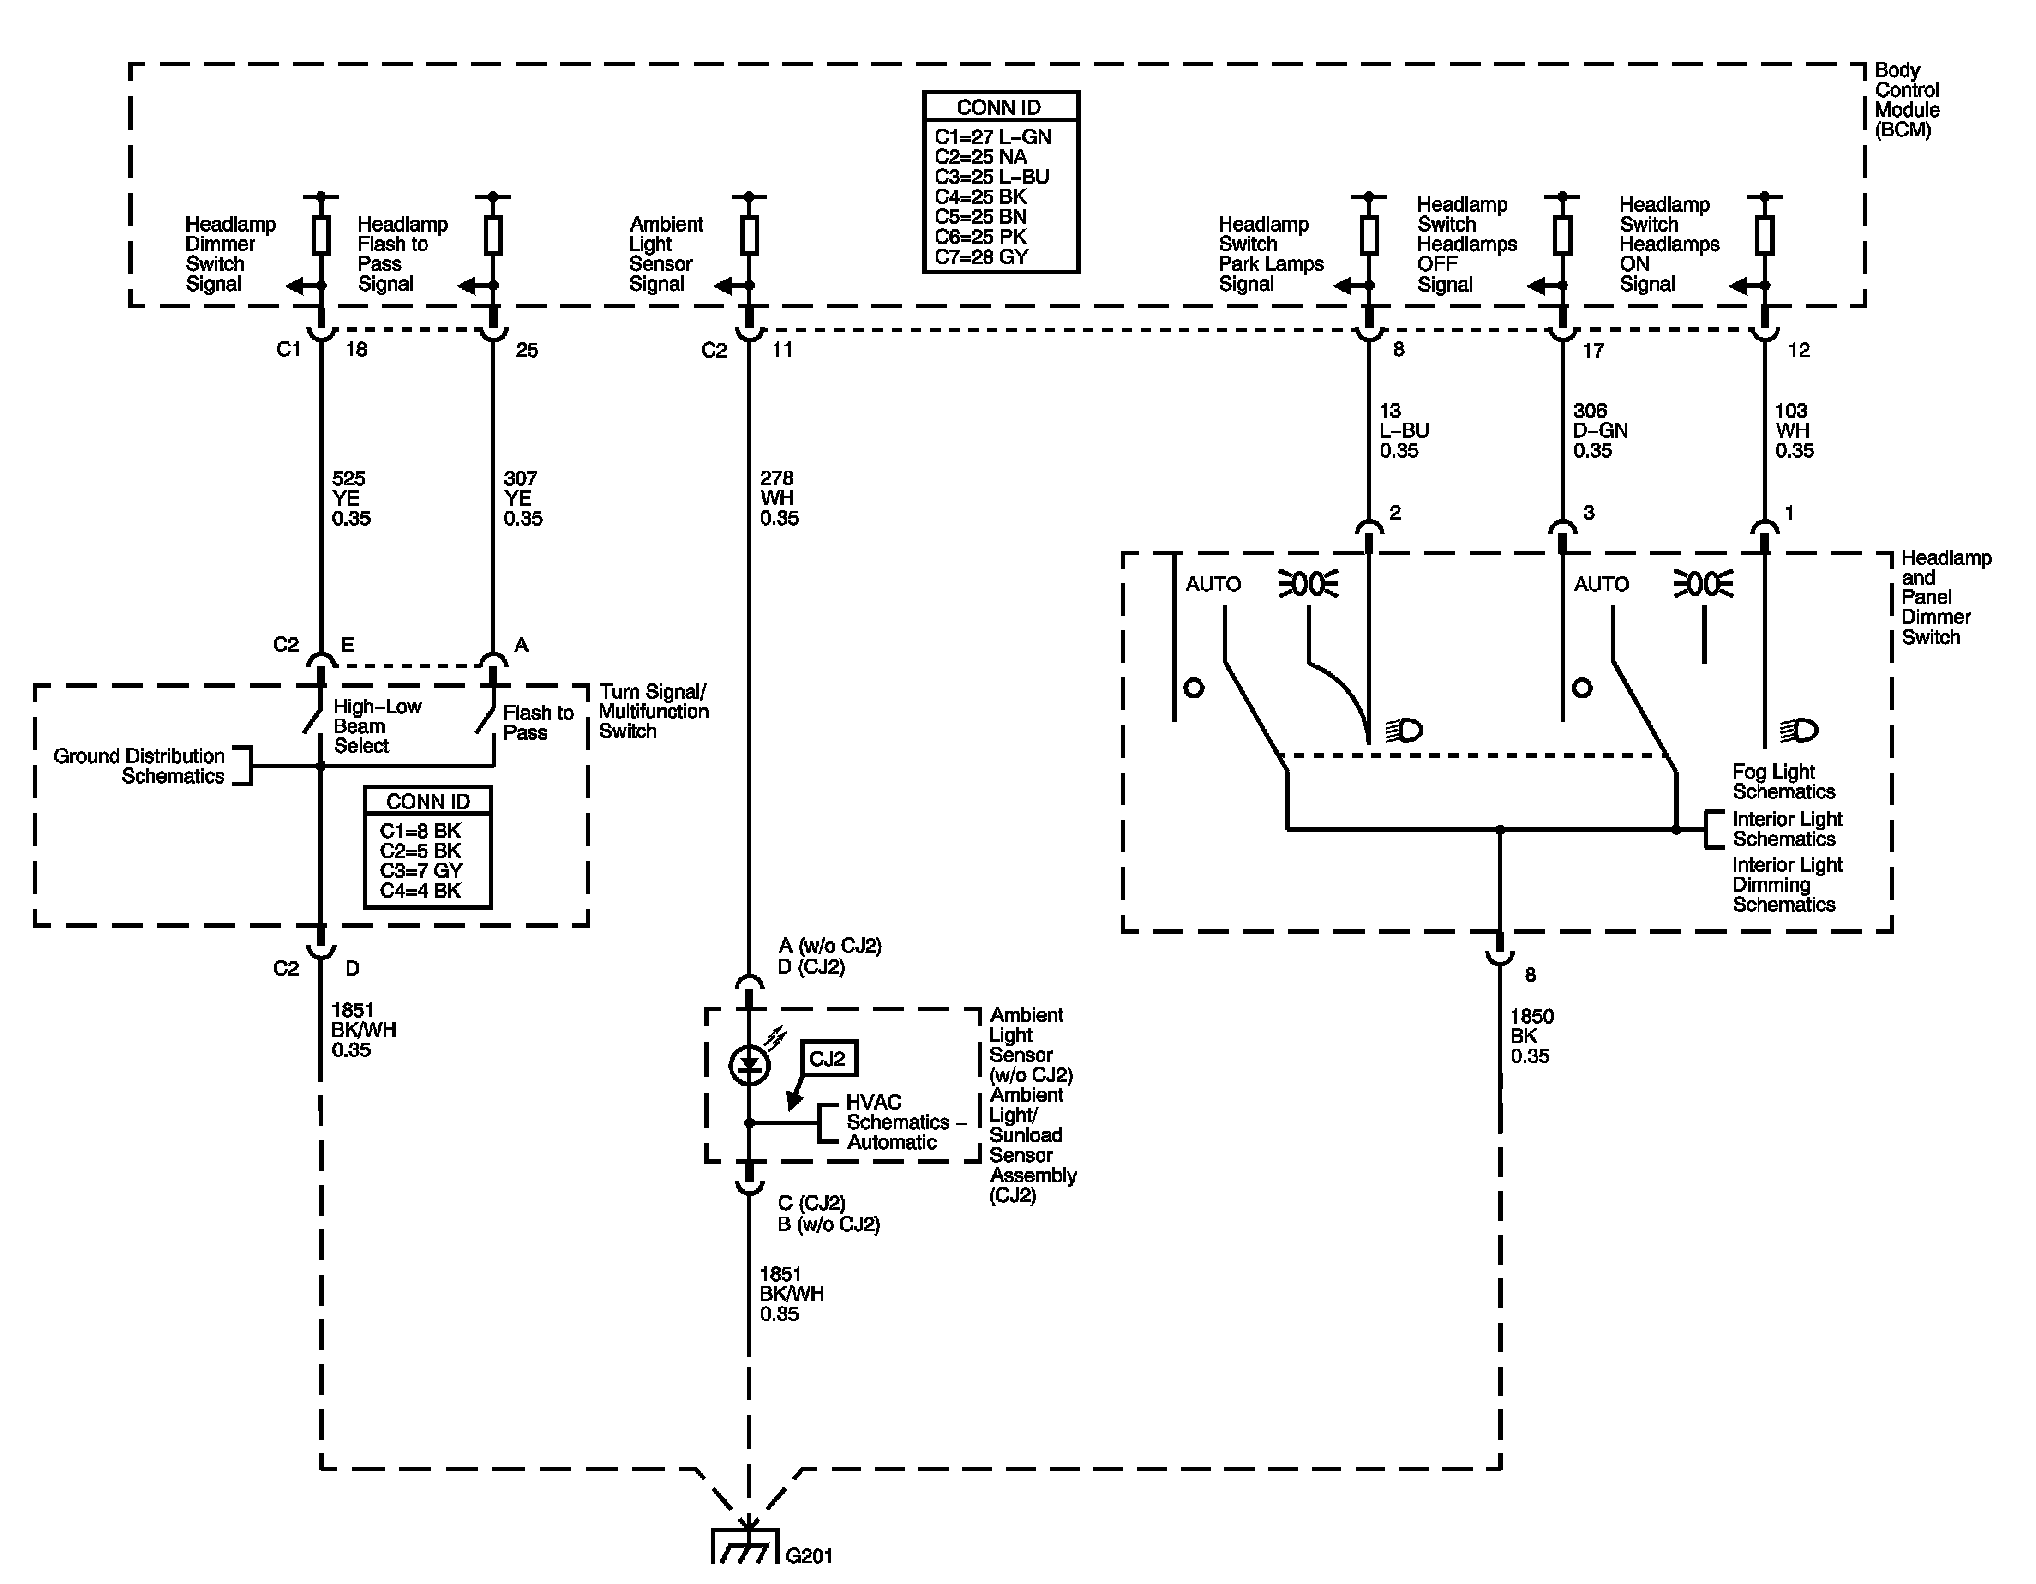 Body
Control
Module
(BCM)
CONN ID
C1=27 L-GN
C2=25 NA
C3=25 L-BU
C4=25 BK
C5=25 BN
C6=25 PK
C7=28 GY
Headlamp
Dimmer
Switch
Signal
Headlamp
Flash to
Pass
Signal
Ambient
Light
Sensor
Signal
Headlamp
Switch
Park Lamps
Signal
Headlamp
Switch
Headlamps
OFF
Signal
Headlamp
Switch
Headlamps
ON
Signal
C1 18
25
C2 11
8
17
12
13
L-BU
0.35
306
D-GN
0.35
103
WH
0.35
525
YE
0.35
307
YE
0.35
278
WH
0.35
2
3
1
Headlamp
and
Panel
Dimmer
Switch
AUTO
AUTO
C2 E
A
Turn Signal/
Multifunction
Switch
High-Low
Beam
Select
Flash to
Pass
Ground Distribution
Schematics
CONN ID
C1=8 BK
C2=5 BK
C3=7 GY
C4=4 BK
Fog Light
Schematics
Interior Light
Schematics
Interior Light
Dimming
Schematics
C2 D
1851
BK/WH
0.35
A (w/o CJ2)
D (CJ2)
8
1850
BK
0.35
Ambient
Light
Sensor
(w/o CJ2)
Ambient
Light/
Sunload
Sensor
Assembly
(CJ2)
CJ2
HVAC
Schematics -
Automatic
C (CJ2)
B (w/o CJ2)
1851
BK/WH
0.35
G201